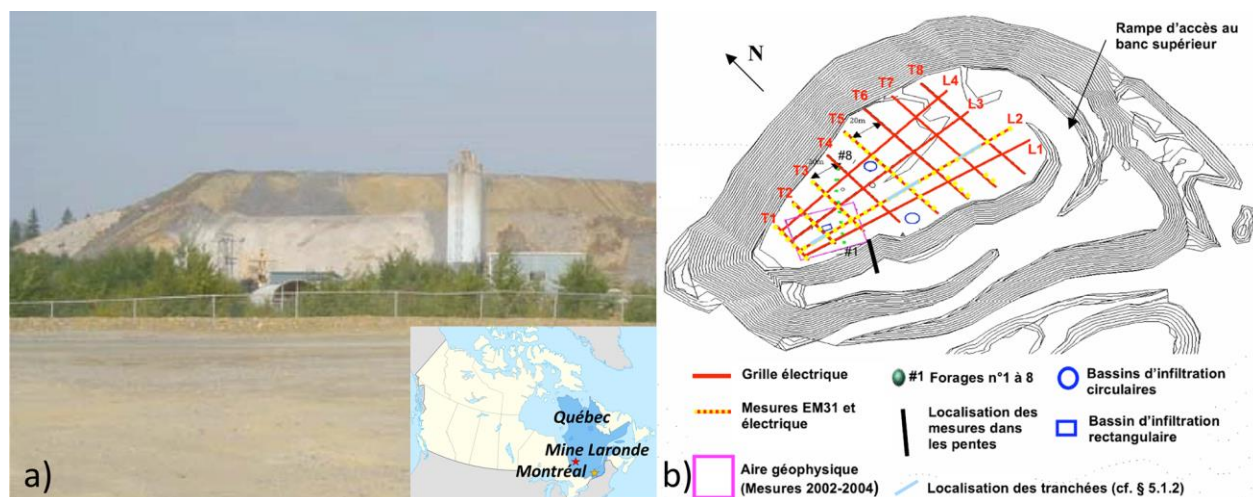 a)
Québec
Mine Laronde
Montréal
b)
N
Rampe d'accès au
banc supérieur
T8
T7
T6
T5
T4
T3
T2
T1
L4
L3
L2
L1
20m
#8
#1
Grille électrique
Mesures EM31 et
électrique
Aire géophysique
(Mesures 2002-2004)
#1 Forages n°1 à 8
Localisation des
mesures dans
les pentes
Localisation des tranchées (cf. § 5.1.2)
Bassins d'infiltration
circulaires
Bassin d'infiltration
rectangulaire